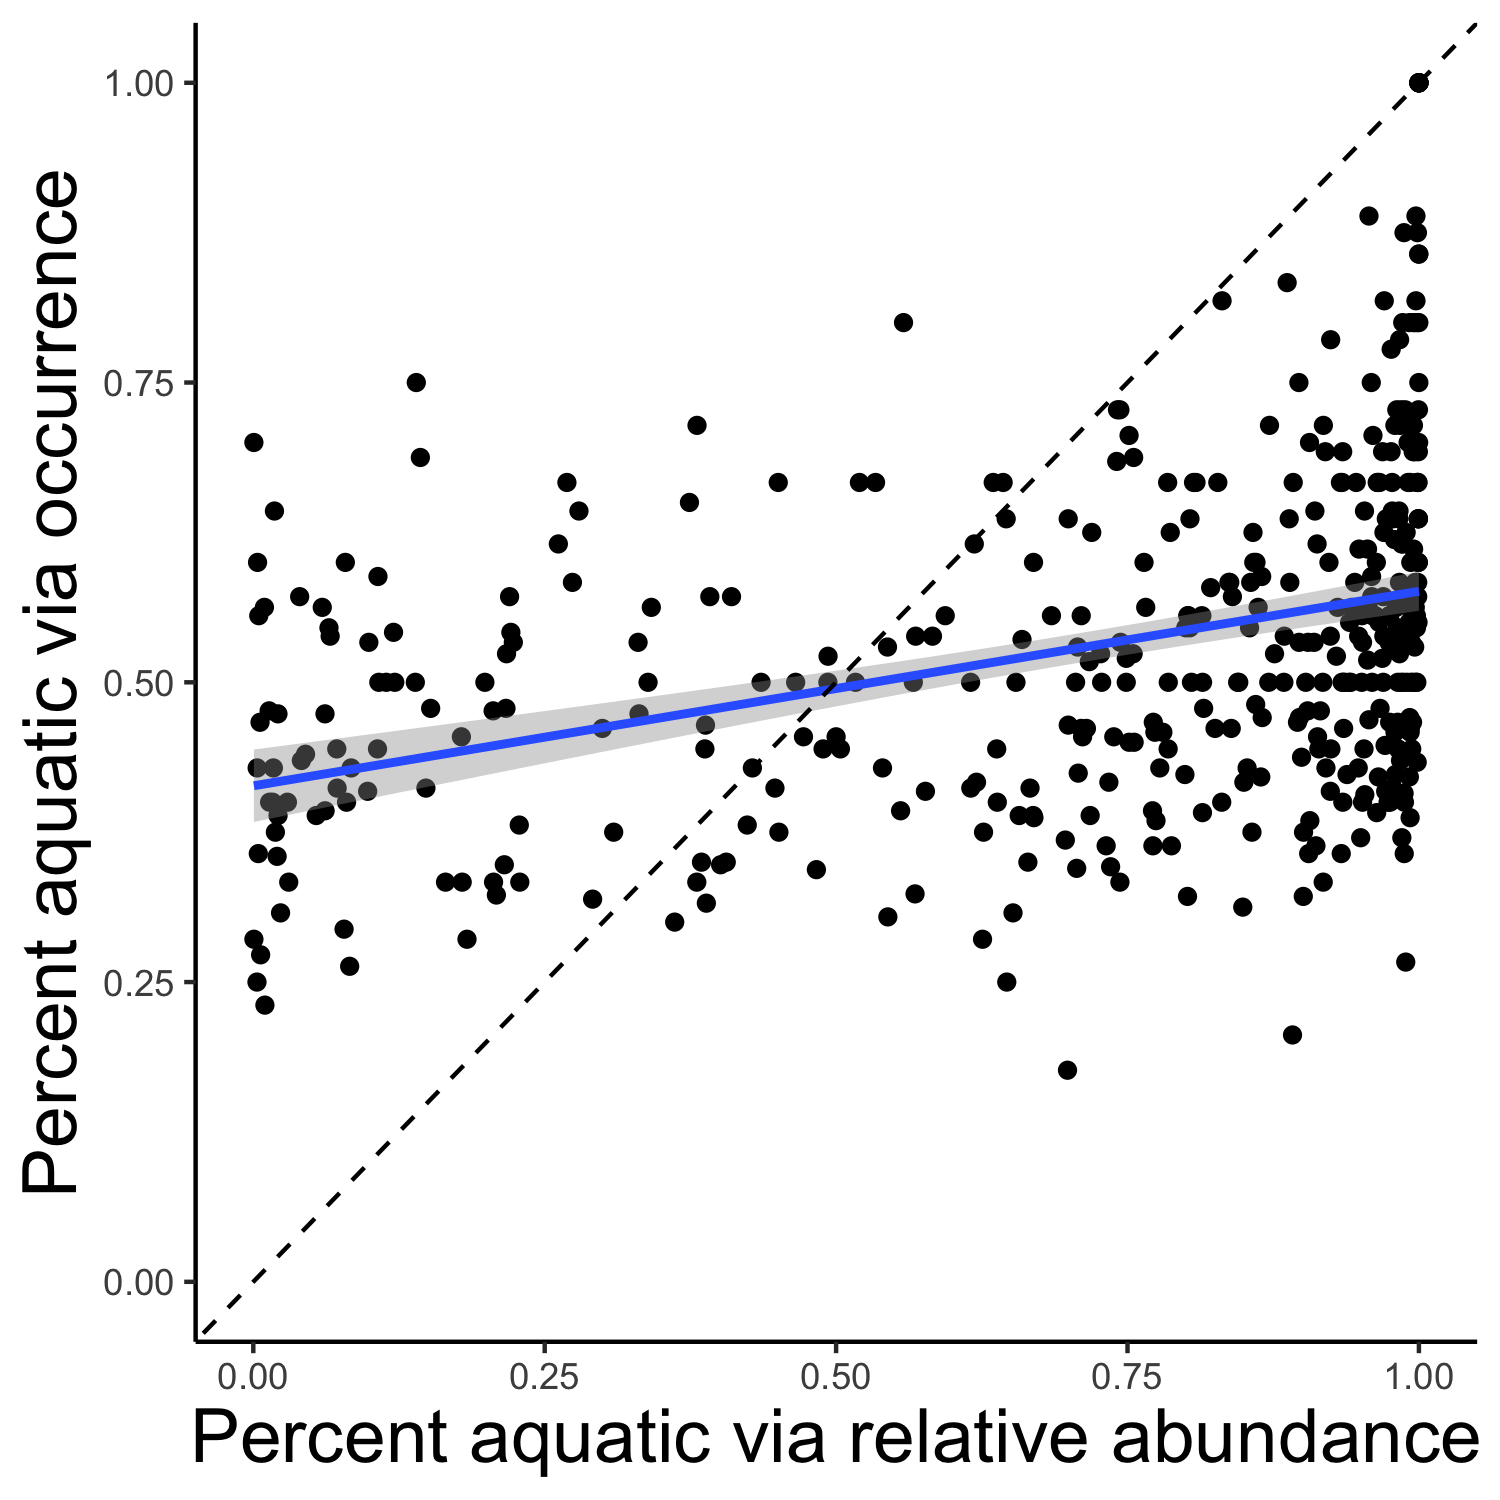 Percent aquatic via occurrence
1.00
0.75
0.50
0.25
0.00
0.00 0.25 0.50 0.75 1.00
Percent aquatic via relative abundance